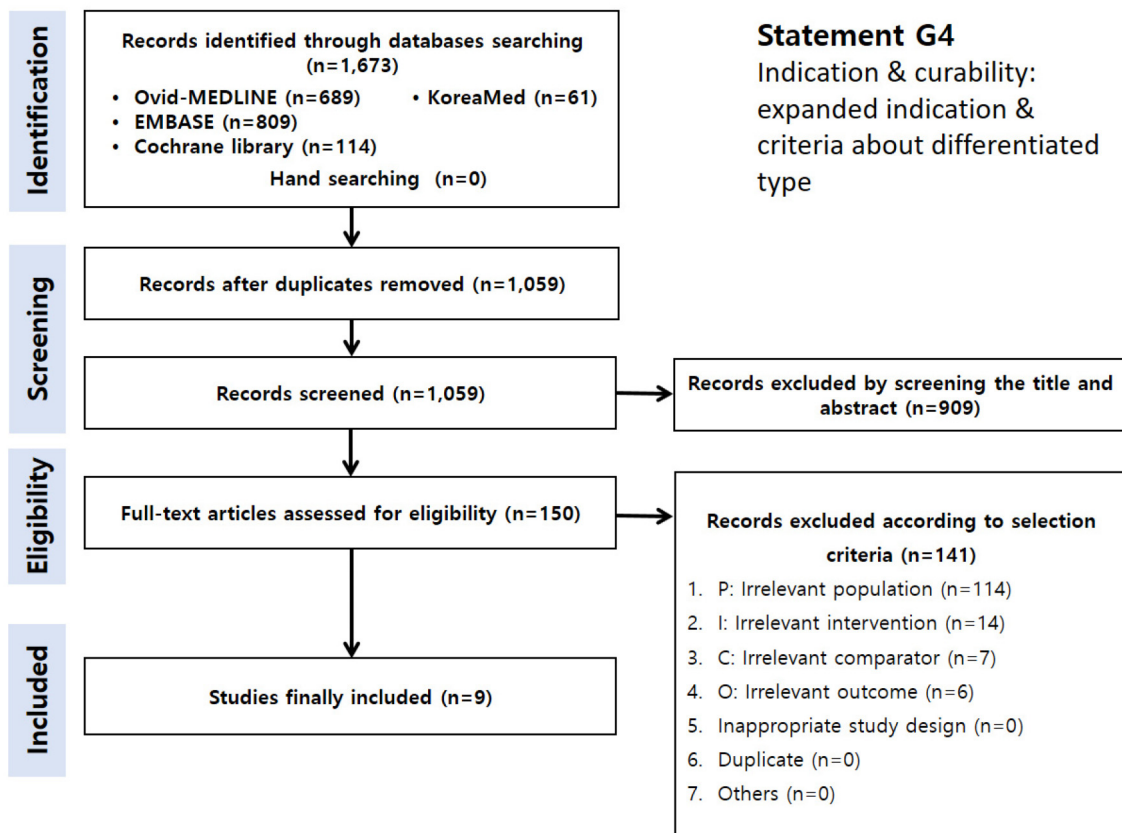 Identification
Records identified through databases searching
(n=1,673)
• Ovid-MEDLINE (n=689) • KoreaMed (n=61)
• EMBASE (n=809)
• Cochrane library (n=114)
Hand searching (n=0)
Statement G4
Indication & curability:
expanded indication &
criteria about differentiated
type
Screening
Records after duplicates removed (n=1,059)
Records screened (n=1,059)
Records excluded by screening the title and
abstract (n=909)
Eligibility
Full-text articles assessed for eligibility (n=150)
Records excluded according to selection
criteria (n=141)
1. P: Irrelevant population (n=114)
2. I: Irrelevant intervention (n=14)
3. C: Irrelevant comparator (n=7)
4. O: Irrelevant outcome (n=6)
5. Inappropriate study design (n=0)
6. Duplicate (n=0)
7. Others (n=0)
Included
Studies finally included (n=9)